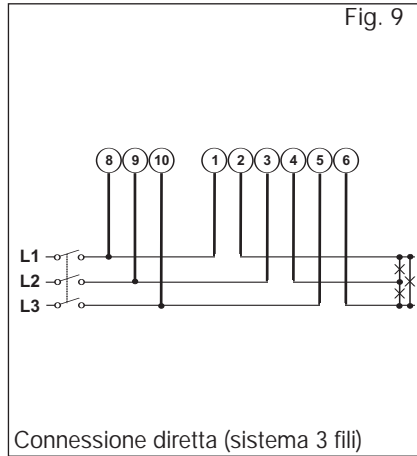 Fig. 9
8 9 10 1 2 3 4 5 6
L1
L2
L3
Connessione diretta (sistema 3 fili)